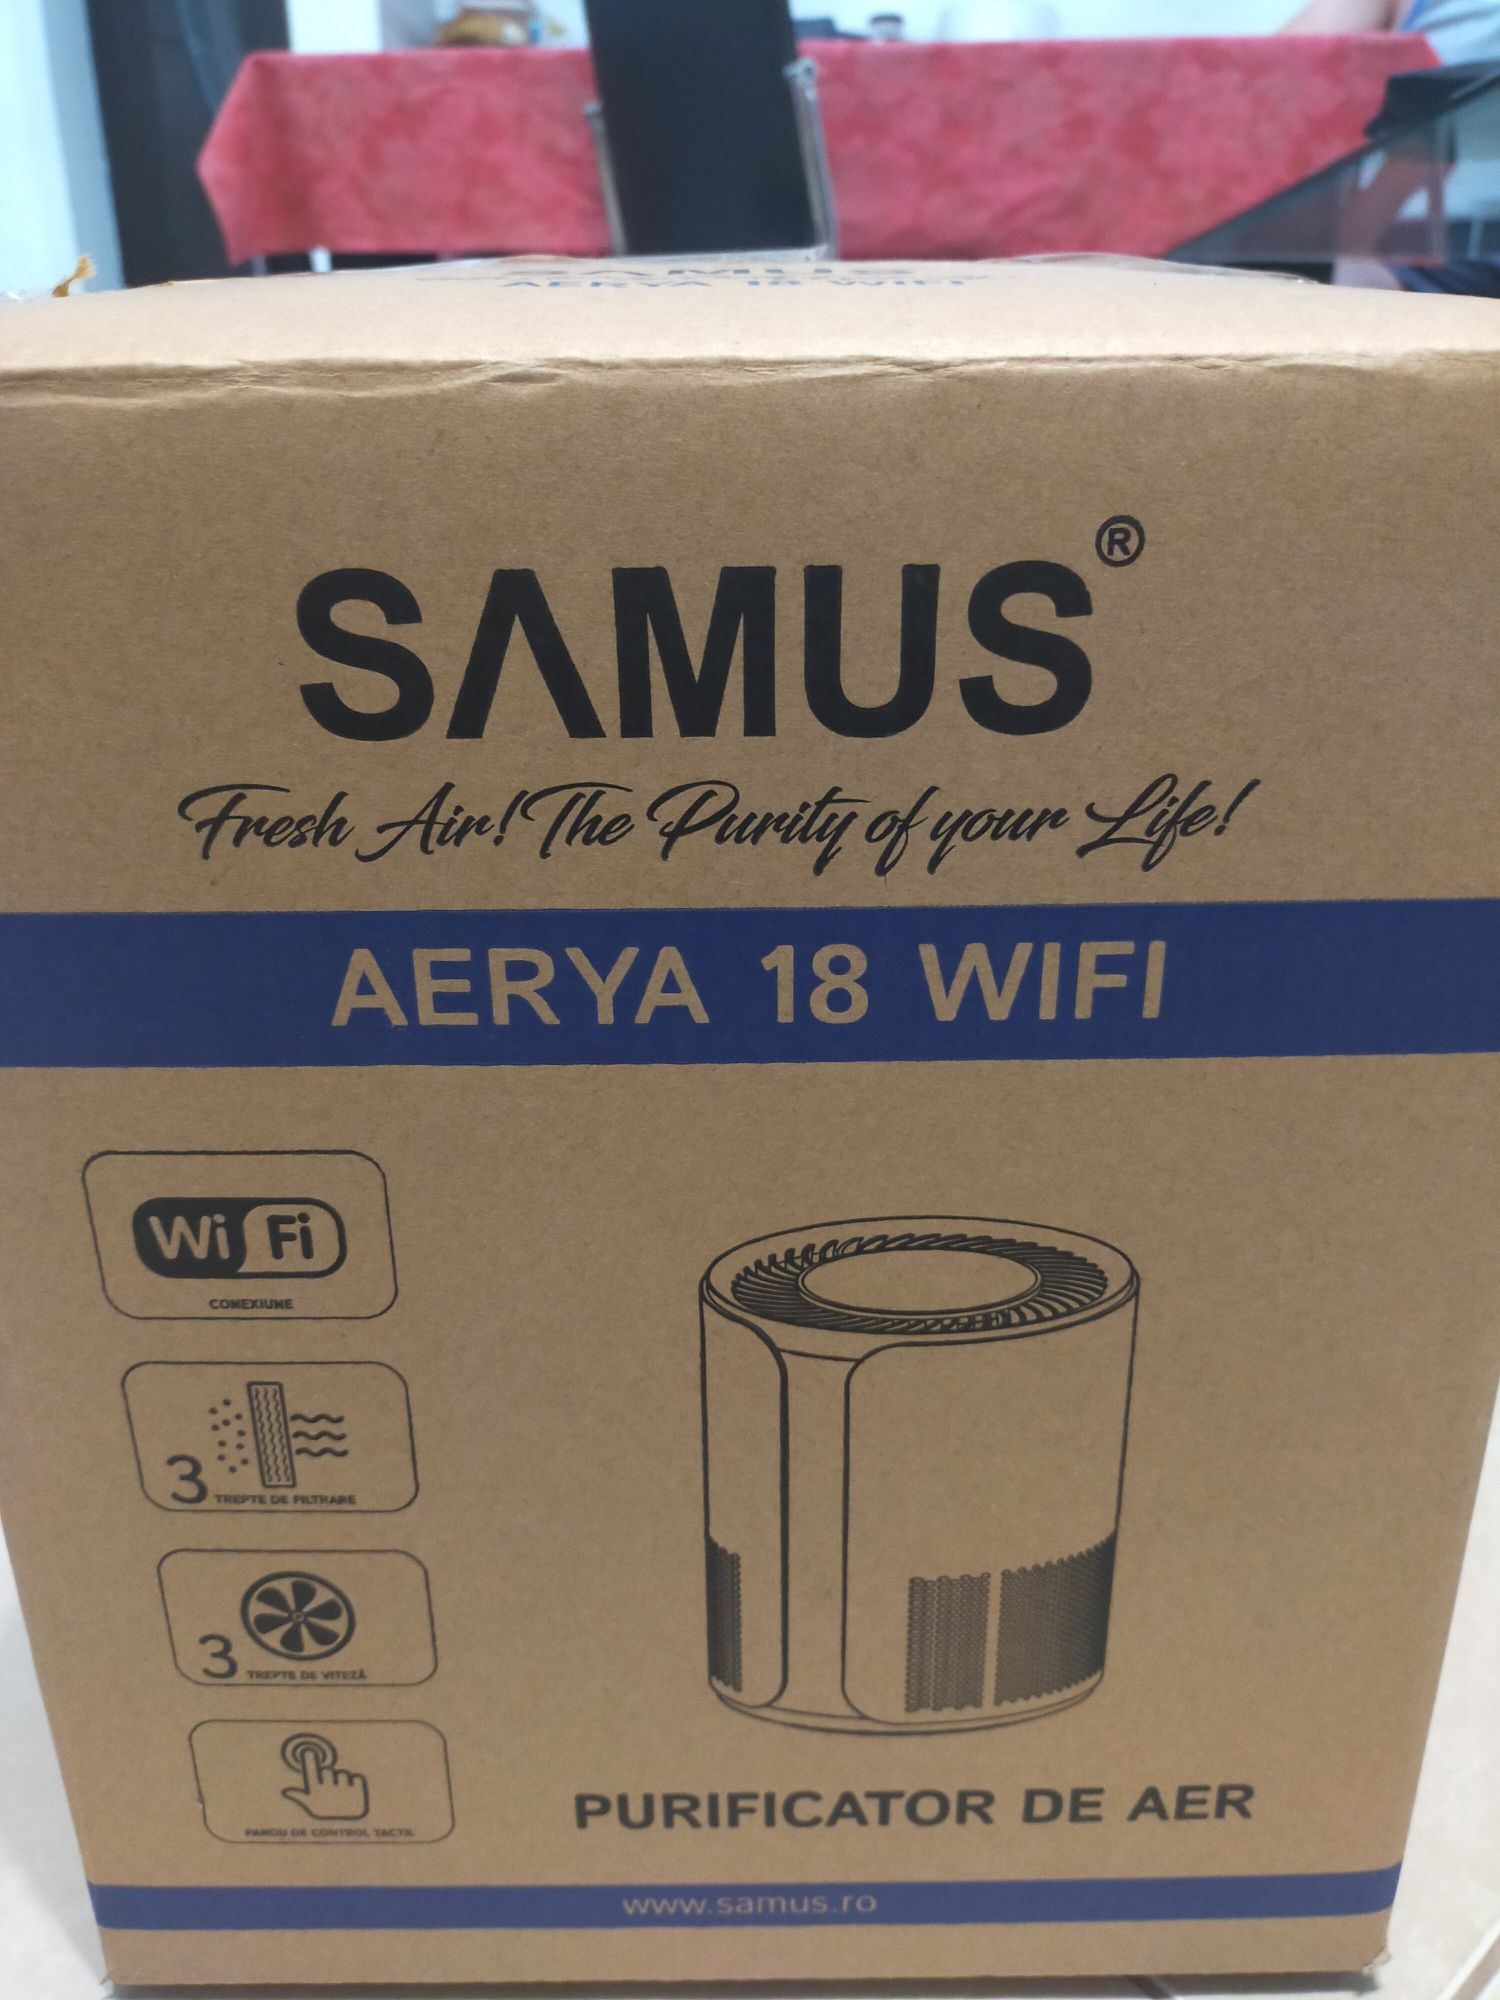 SAMUS
AERYA 18 WIFI
SAMUS®
Fresh Air! The Purity of your Life!
AERYA 18 WIFI
Wi Fi
CONEXIUNE
3 TREPTE DE FILTRARE
3 TREPTE DE VITEZĂ
PANOU DE CONTROL TACTIL
PURIFICATOR DE AER
www.samus.ro